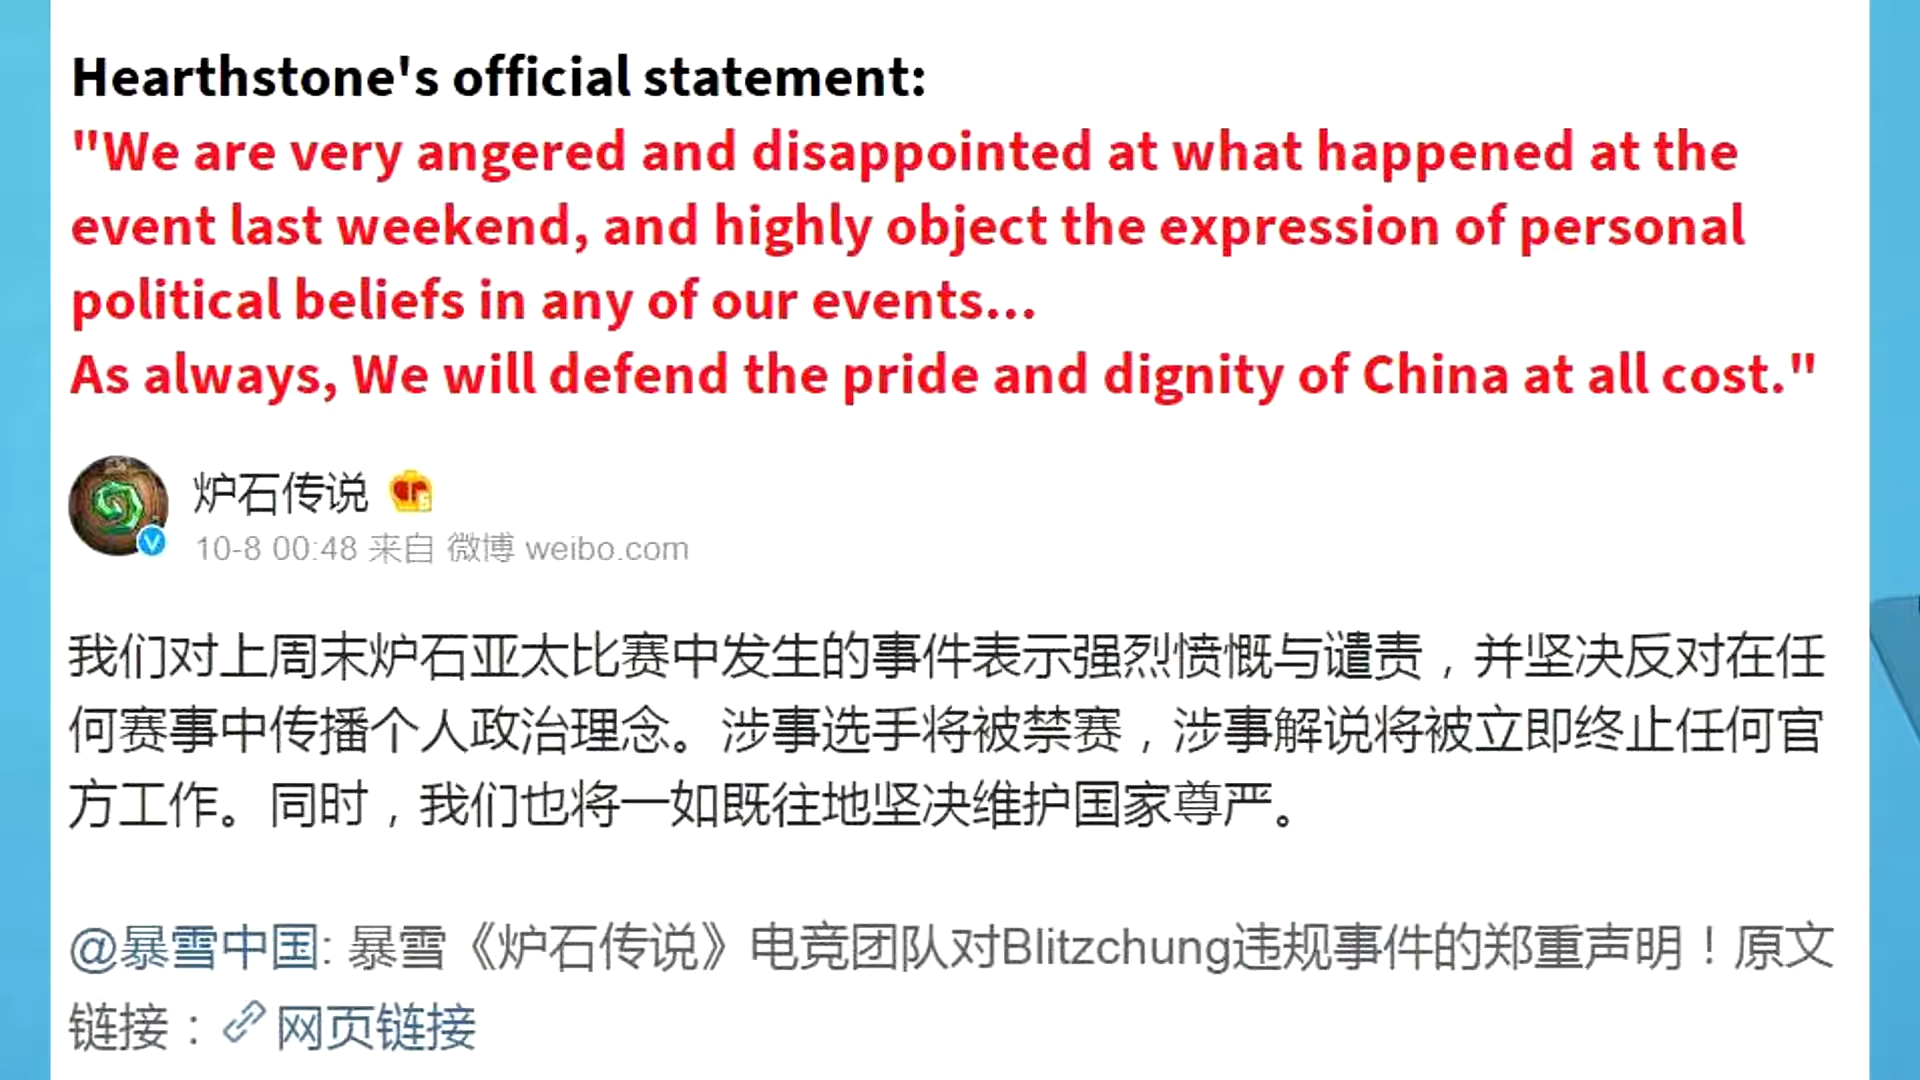 Hearthstone's official statement:
"We are very angered and disappointed at what happened at the
event last weekend, and highly object the expression of personal
political beliefs in any of our events...
As always, We will defend the pride and dignity of China at all cost."
炉石传说
10-8 00:48 来自 微博 weibo.com
我们对上周末炉石亚太比赛中发生的事件表示强烈愤慨与谴责，并坚决反对在任
何赛事中传播个人政治理念。涉事选手将被禁赛，涉事解说将被立即终止任何官
方工作。同时，我们也将一如既往地坚决维护国家尊严。
@暴雪中国: 暴雪《炉石传说》电竞团队对Blitzchung违规事件的郑重声明！原文
链接：网页链接